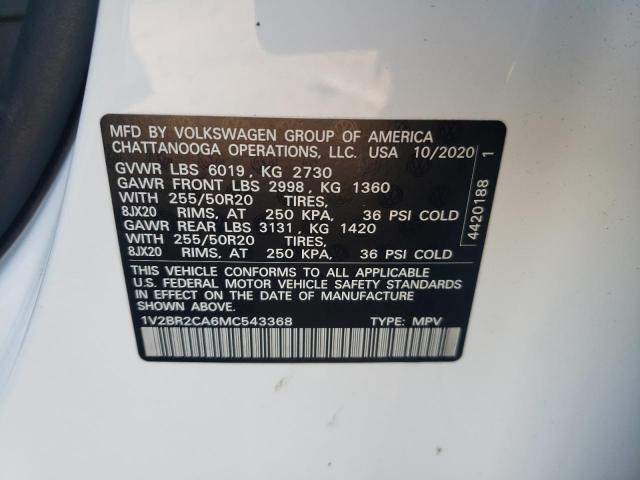 MFD BY VOLKSWAGEN GROUP OF AMERICA
CHATTANOOGA OPERATIONS, LLC. USA 10/2020
GVWR LBS 6019, KG 2730
GAWR FRONT LBS 2998, KG 1360
WITH 255/50R20 TIRES,
8JX20 RIMS, AT 250 KPA, 36 PSI COLD
GAWR REAR LBS 3131, KG 1420
WITH 255/50R20 TIRES,
8JX20 RIMS, AT 250 KPA, 36 PSI COLD
THIS VEHICLE CONFORMS TO ALL APPLICABLE
U.S. FEDERAL MOTOR VEHICLE SAFETY STANDARDS
IN EFFECT ON THE DATE OF MANUFACTURE
SHOWN ABOVE
1V2BR2CA6MC543368 TYPE: MPV
4420188 1